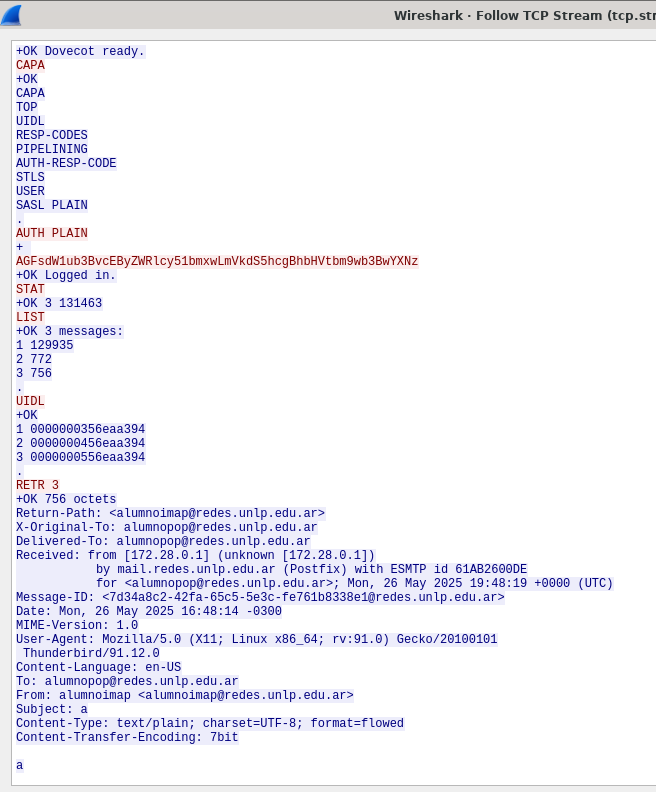 Wireshark · Follow TCP Stream (tcp.str
+OK Dovecot ready.
CAPA
+OK
CAPA
TOP
UIDL
RESP-CODES
PIPELINING
AUTH-RESP-CODE
STLS
USER
SASL PLAIN
.
AUTH PLAIN
+
AGFsdW1ub3BvcEByZWRlcy51bmxwLmVkdS5hcgBhbHVtbm9wb3BwYXNz
+OK Logged in.
STAT
+OK 3 131463
LIST
+OK 3 messages:
1 129935
2 772
3 756
.
UIDL
+OK
1 0000000356eaa394
2 0000000456eaa394
3 0000000556eaa394
.
RETR 3
+OK 756 octets
Return-Path: <alumnoimap@redes.unlp.edu.ar>
X-Original-To: alumnopop@redes.unlp.edu.ar
Delivered-To: alumnopop@redes.unlp.edu.ar
Received: from [172.28.0.1] (unknown [172.28.0.1])
by mail.redes.unlp.edu.ar (Postfix) with ESMTP id 61AB2600DE
for <alumnopop@redes.unlp.edu.ar>; Mon, 26 May 2025 19:48:19 +0000 (UTC)
Message-ID: <7d34a8c2-42fa-65c5-5e3c-fe761b8338e1@redes.unlp.edu.ar>
Date: Mon, 26 May 2025 16:48:14 -0300
MIME-Version: 1.0
User-Agent: Mozilla/5.0 (X11; Linux x86_64; rv:91.0) Gecko/20100101
Thunderbird/91.12.0
Content-Language: en-US
To: alumnopop@redes.unlp.edu.ar
From: alumnoimap <alumnoimap@redes.unlp.edu.ar>
Subject: a
Content-Type: text/plain; charset=UTF-8; format=flowed
Content-Transfer-Encoding: 7bit
a